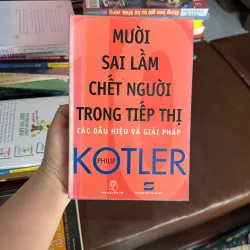 MƯỜI
SAI LẦM
CHẾT NGƯỜI
TRONG TIẾP THỊ
CÁC DẤU HIỆU VÀ GIẢI PHÁP
PHILIP
KOTLER